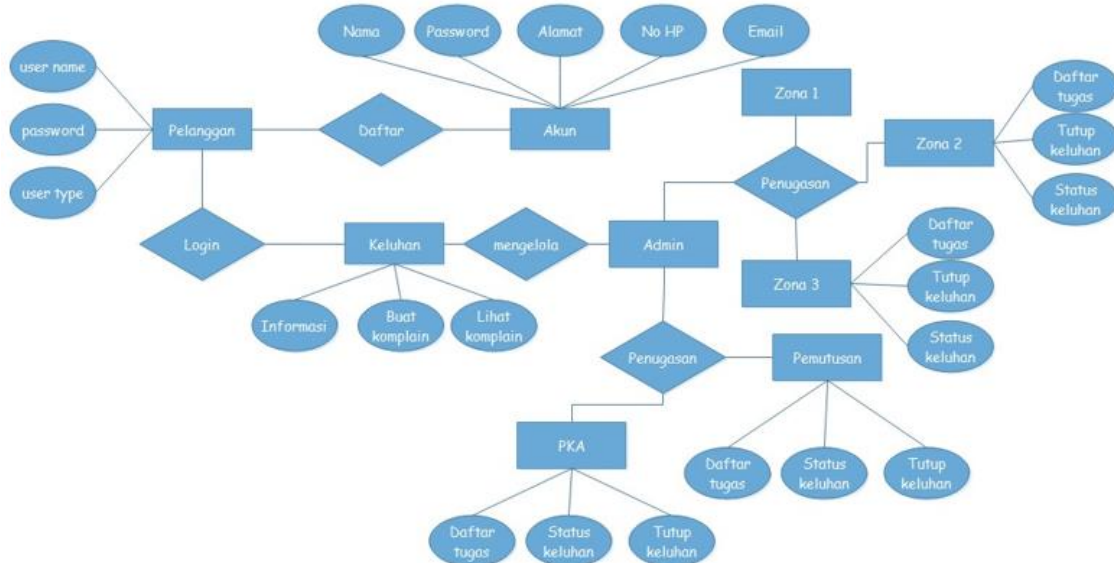 Nama
Password
Alamat
No HP
Email
user name
password
user type
Pelanggan
Daftar
Akun
Zona 1
Zona 2
Daftar
tugas
Tutup
keluhan
Status
keluhan
Penugasan
Login
Keluhan
mengelola
Admin
Zona 3
Daftar
tugas
Tutup
keluhan
Status
keluhan
Informasi
Buat
komplain
Lihat
komplain
Penugasan
Pemutusan
Daftar
tugas
Status
keluhan
Tutup
keluhan
PKA
Daftar
tugas
Status
keluhan
Tutup
keluhan